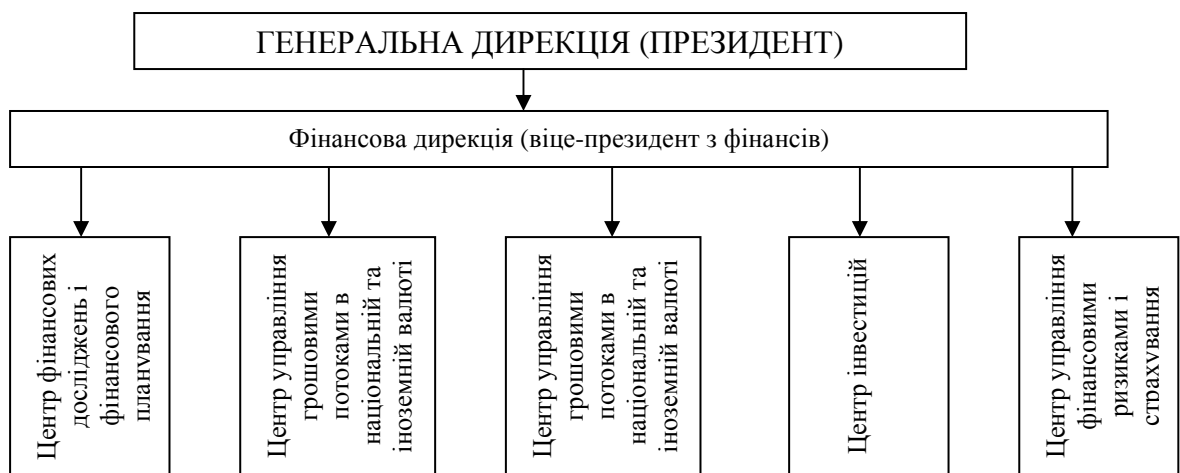 ГЕНЕРАЛЬНА ДИРЕКЦІЯ (ПРЕЗИДЕНТ)
Фінансова дирекція (віце-президент з фінансів)
Центр фінансових
досліджень і
фінансового
планування
Центр управління
грошовими
потоками в
національній та
іноземній валюті
Центр управління
грошовими
потоками в
національній та
іноземній валюті
Центр інвестицій
Центр управління
фінансовими
ризиками і
страхування